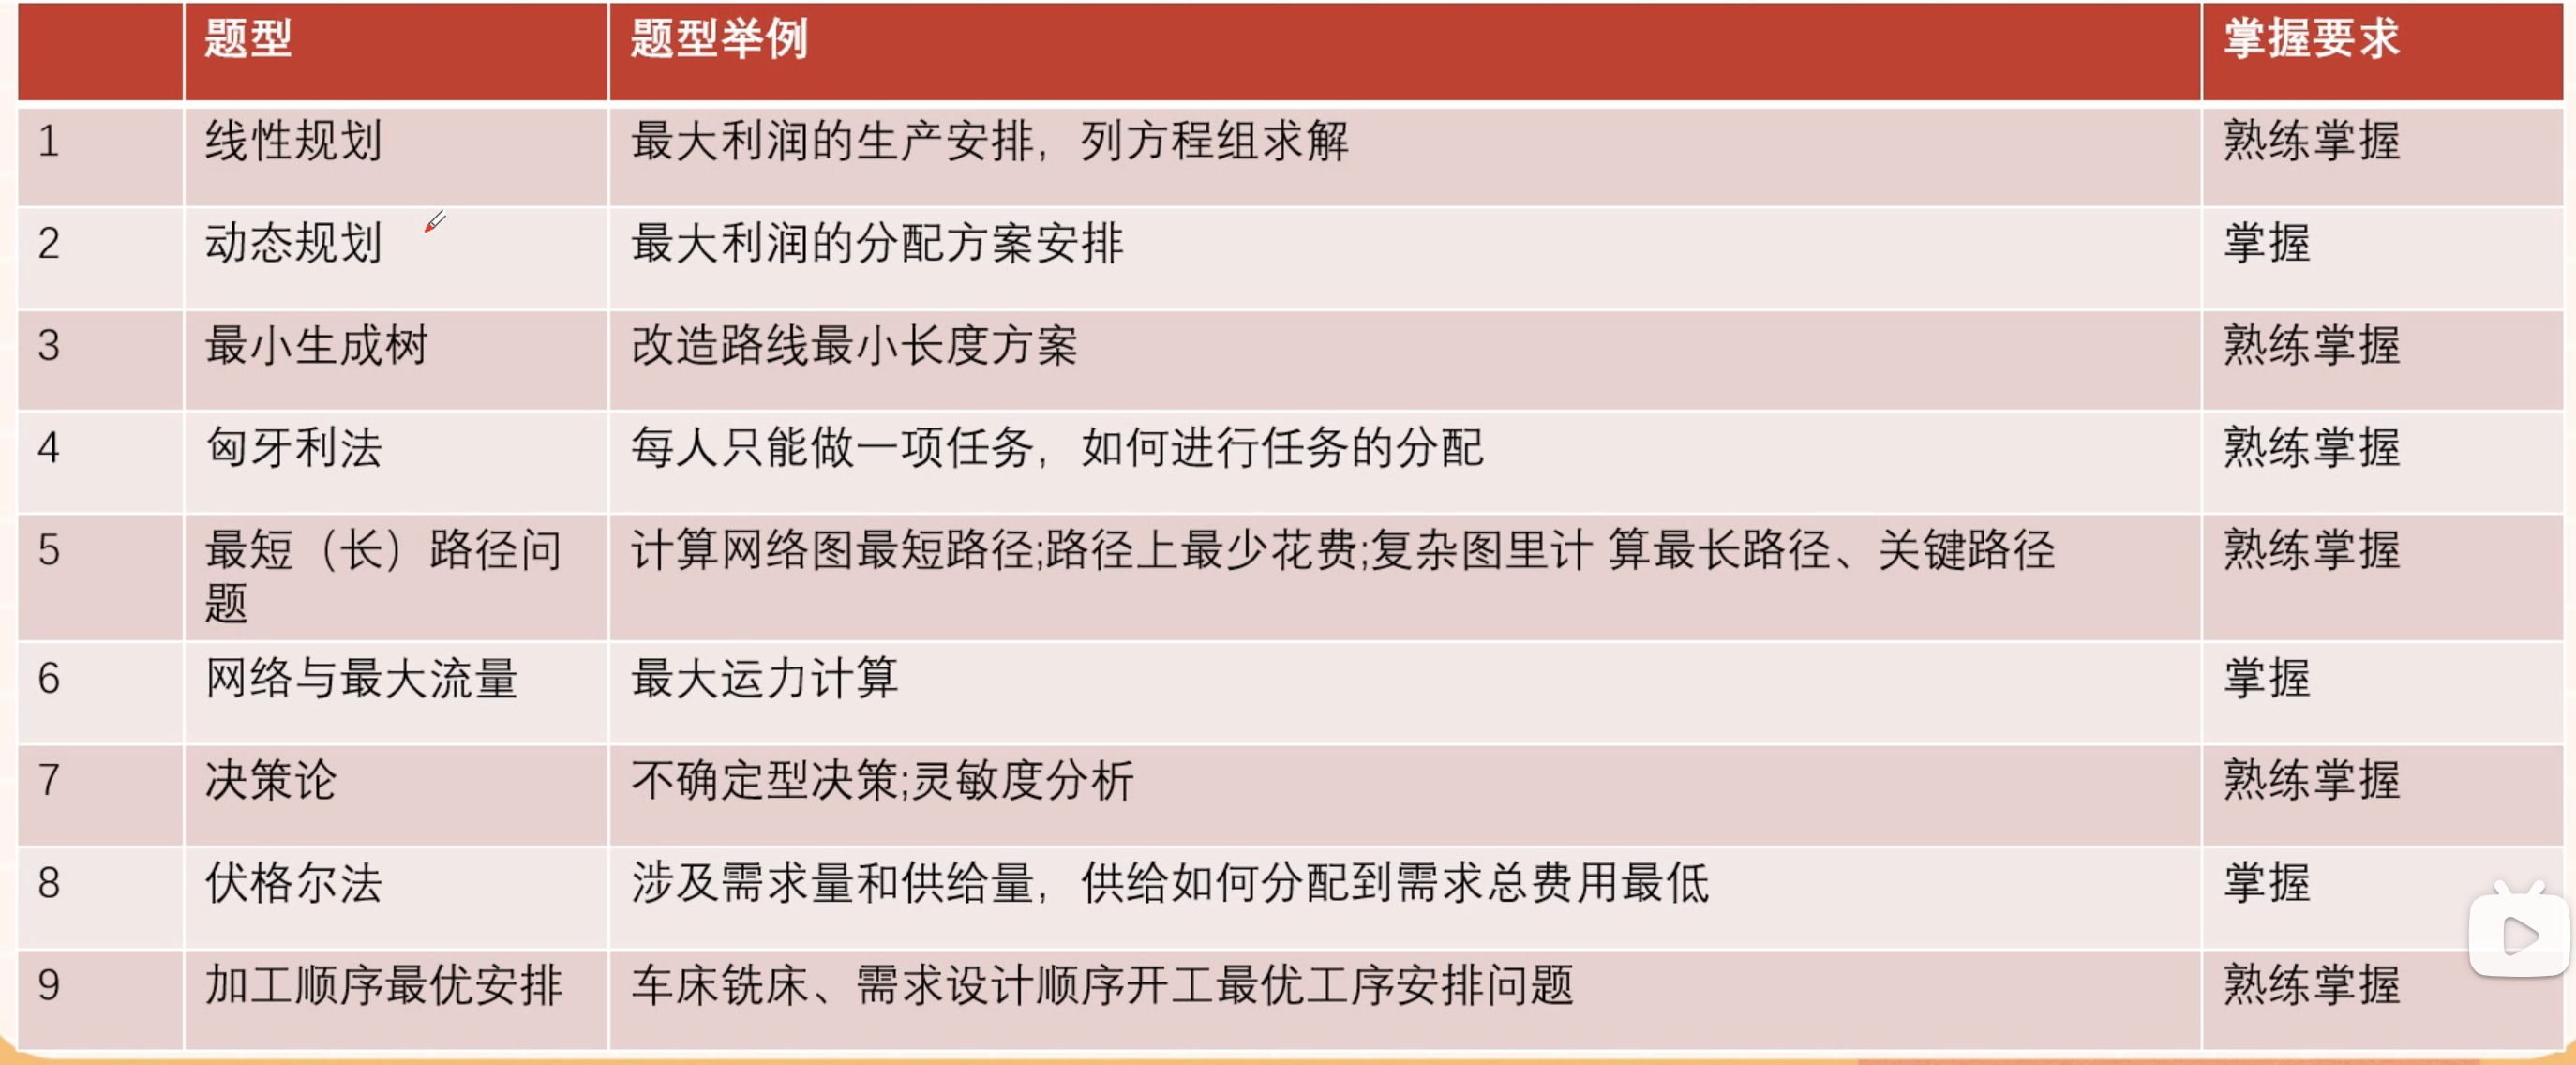 题型 题型举例 掌握要求
1 线性规划 最大利润的生产安排，列方程组求解 熟练掌握
2 动态规划 最大利润的分配方案安排 掌握
3 最小生成树 改造路线最小长度方案 熟练掌握
4 匈牙利法 每人只能做一项任务，如何进行任务的分配 熟练掌握
5 最短（长）路径问 计算网络图最短路径;路径上最少花费;复杂图里计 算最长路径、关键路径 熟练掌握
题
6 网络与最大流量 最大运力计算 掌握
7 决策论 不确定型决策;灵敏度分析 熟练掌握
8 伏格尔法 涉及需求量和供给量，供给如何分配到需求总费用最低 掌握
9 加工顺序最优安排 车床铣床、需求设计顺序开工最优工序安排问题 熟练掌握